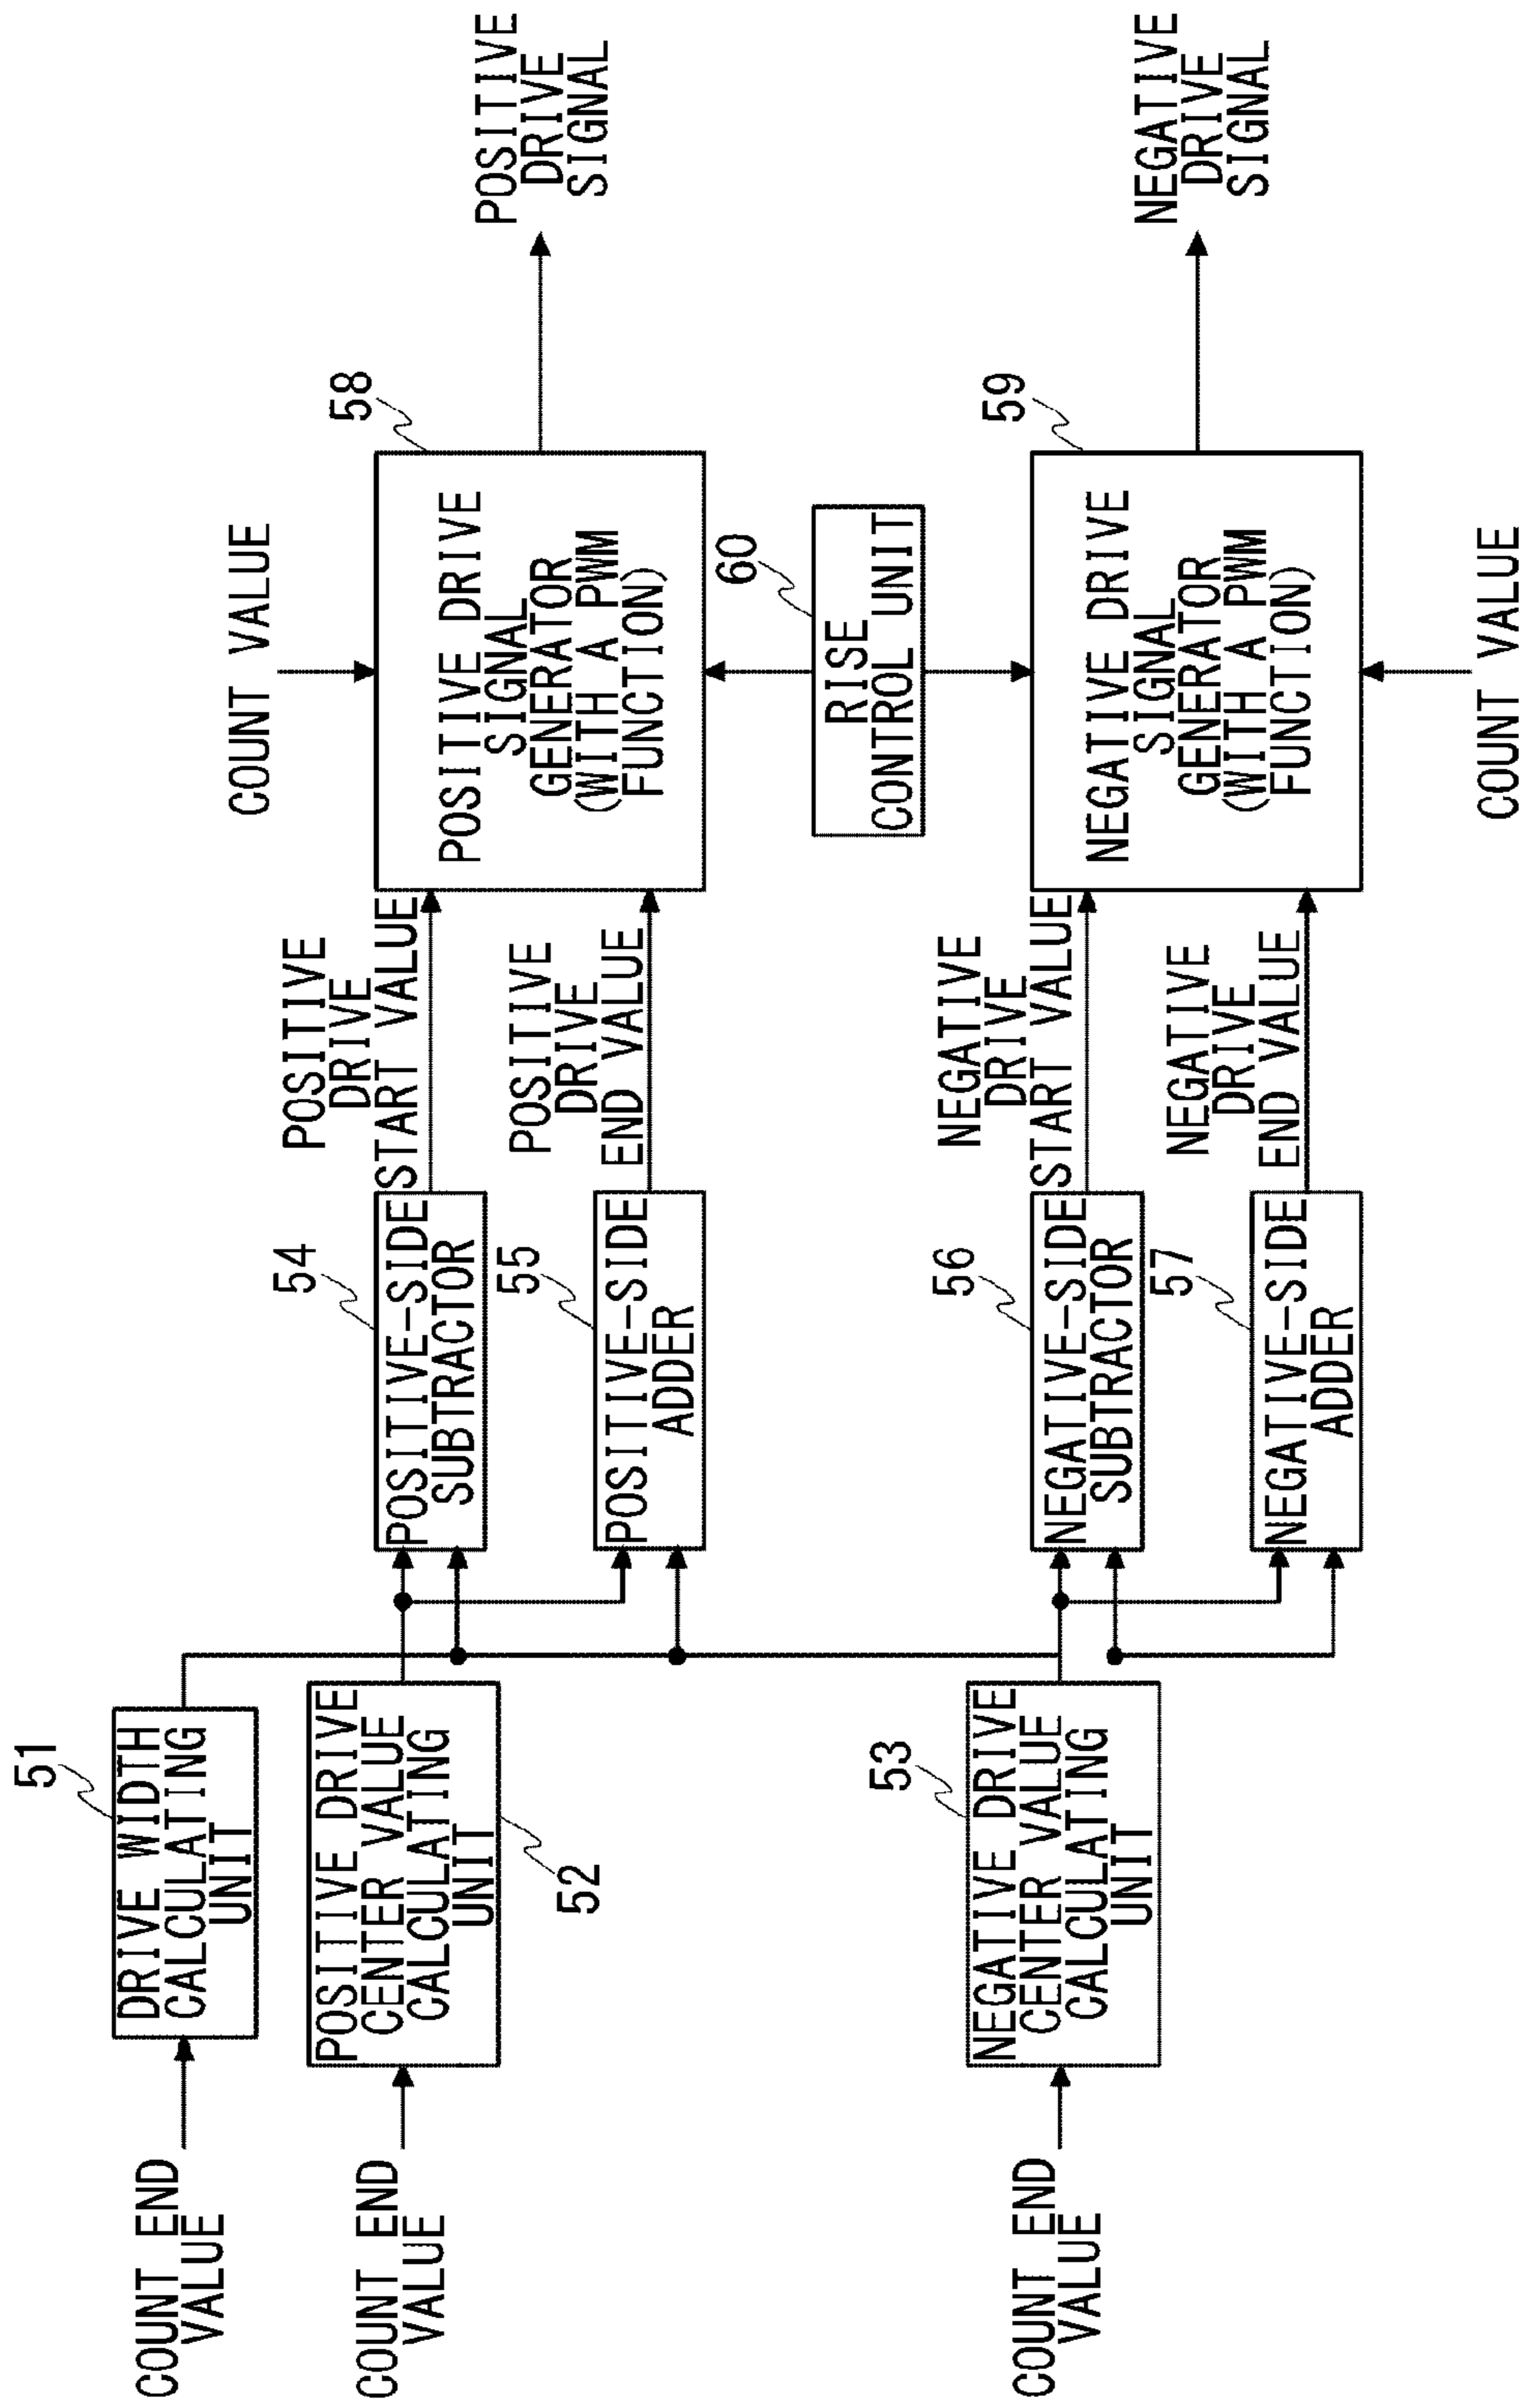 COUNT END
VALUE
51
DRIVE WIDTH
CALCULATING
UNIT
COUNT END
VALUE
POSITIVE DRIVE
CENTER VALUE
CALCULATING
UNIT
52
COUNT END
VALUE
53
NEGATIVE DRIVE
CENTER VALUE
CALCULATING
UNIT
54
POSITIVE-SIDE
SUBTRACTOR
55
POSITIVE-SIDE
ADDER
56
NEGATIVE-SIDE
SUBTRACTOR
57
NEGATIVE-SIDE
ADDER
POSITIVE
DRIVE
START VALUE
POSITIVE
DRIVE
END VALUE
NEGATIVE
DRIVE
START VALUE
NEGATIVE
DRIVE
END VALUE
COUNT VALUE
58
POSITIVE DRIVE
SIGNAL
GENERATOR
(WITH A PWM
FUNCTION)
60
RISE
CONTROL UNIT
59
NEGATIVE DRIVE
SIGNAL
GENERATOR
(WITH A PWM
FUNCTION)
COUNT VALUE
POSITIVE
DRIVE
SIGNAL
NEGATIVE
DRIVE
SIGNAL